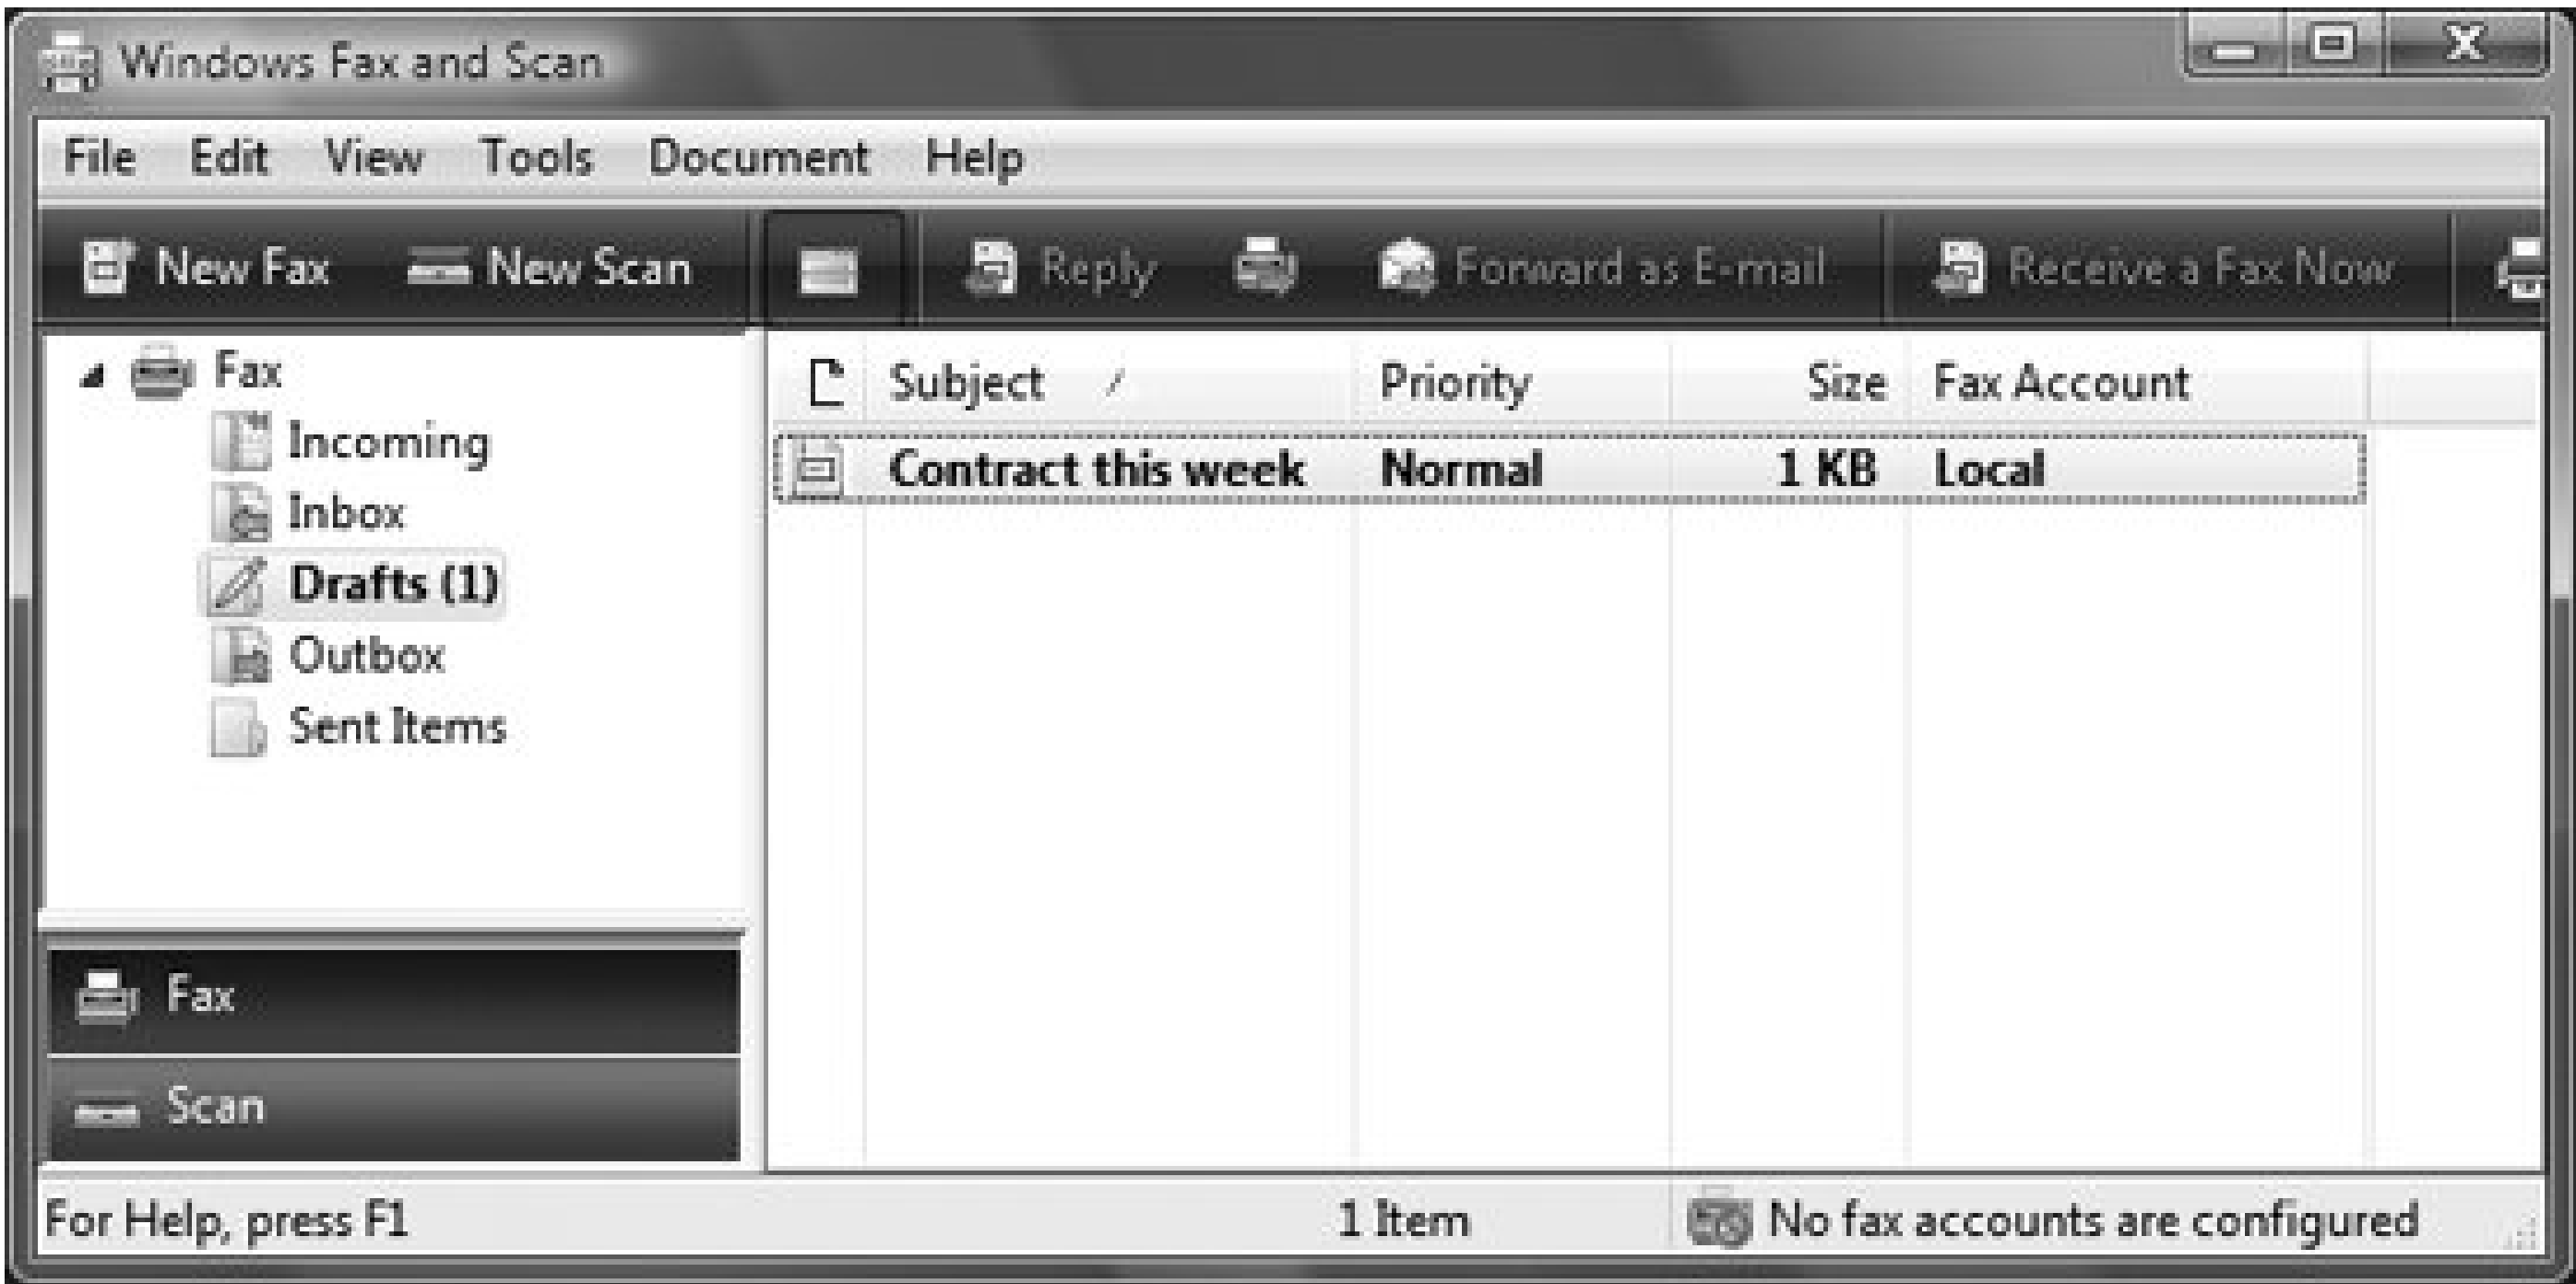 Windows Fax and Scan
File Edit View Tools Document Help
New Fax New Scan Reply Forward as E-mail Receive a Fax Now
Fax
Incoming
Inbox
Drafts (1)
Outbox
Sent Items
Fax
Scan
Subject Priority Size Fax Account
Contract this week Normal 1 KB Local
For Help, press F1 1 Item No fax accounts are configured